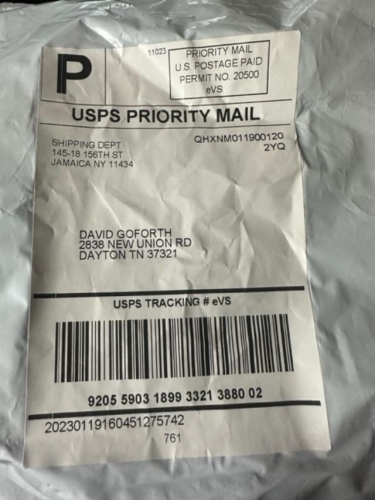 P
11023
PRIORITY MAIL
U.S. POSTAGE PAID
PERMIT NO. 20500
eVS
USPS PRIORITY MAIL
SHIPPING DEPT
145-18 156TH ST
JAMAICA NY 11434
QHXNM011900120
2YQ
DAVID GOFORTH
2838 NEW UNION RD
DAYTON TN 37321
USPS TRACKING # eVS
9205 5903 1899 3321 3880 02
20230119160451275742
761